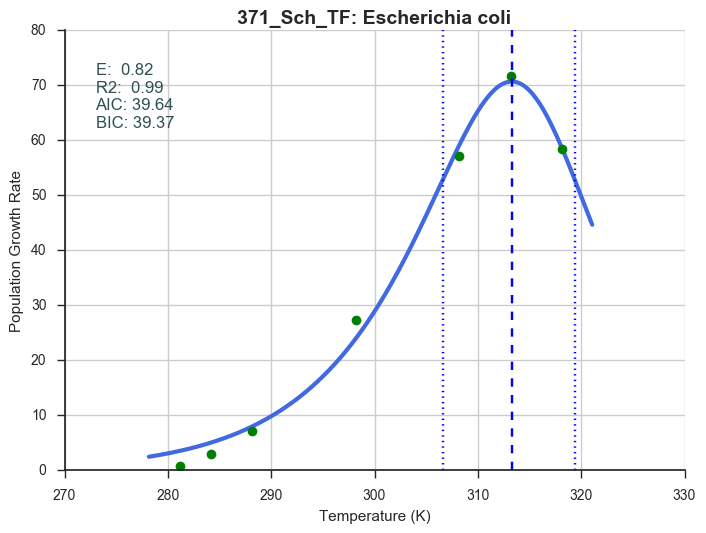 371_Sch_TF: Escherichia coli
E:  0.82
R2:  0.99
AIC: 39.64
BIC: 39.37
Population Growth Rate
80
70
60
50
40
30
20
10
0
270 280 290 300 310 320 330
Temperature (K)